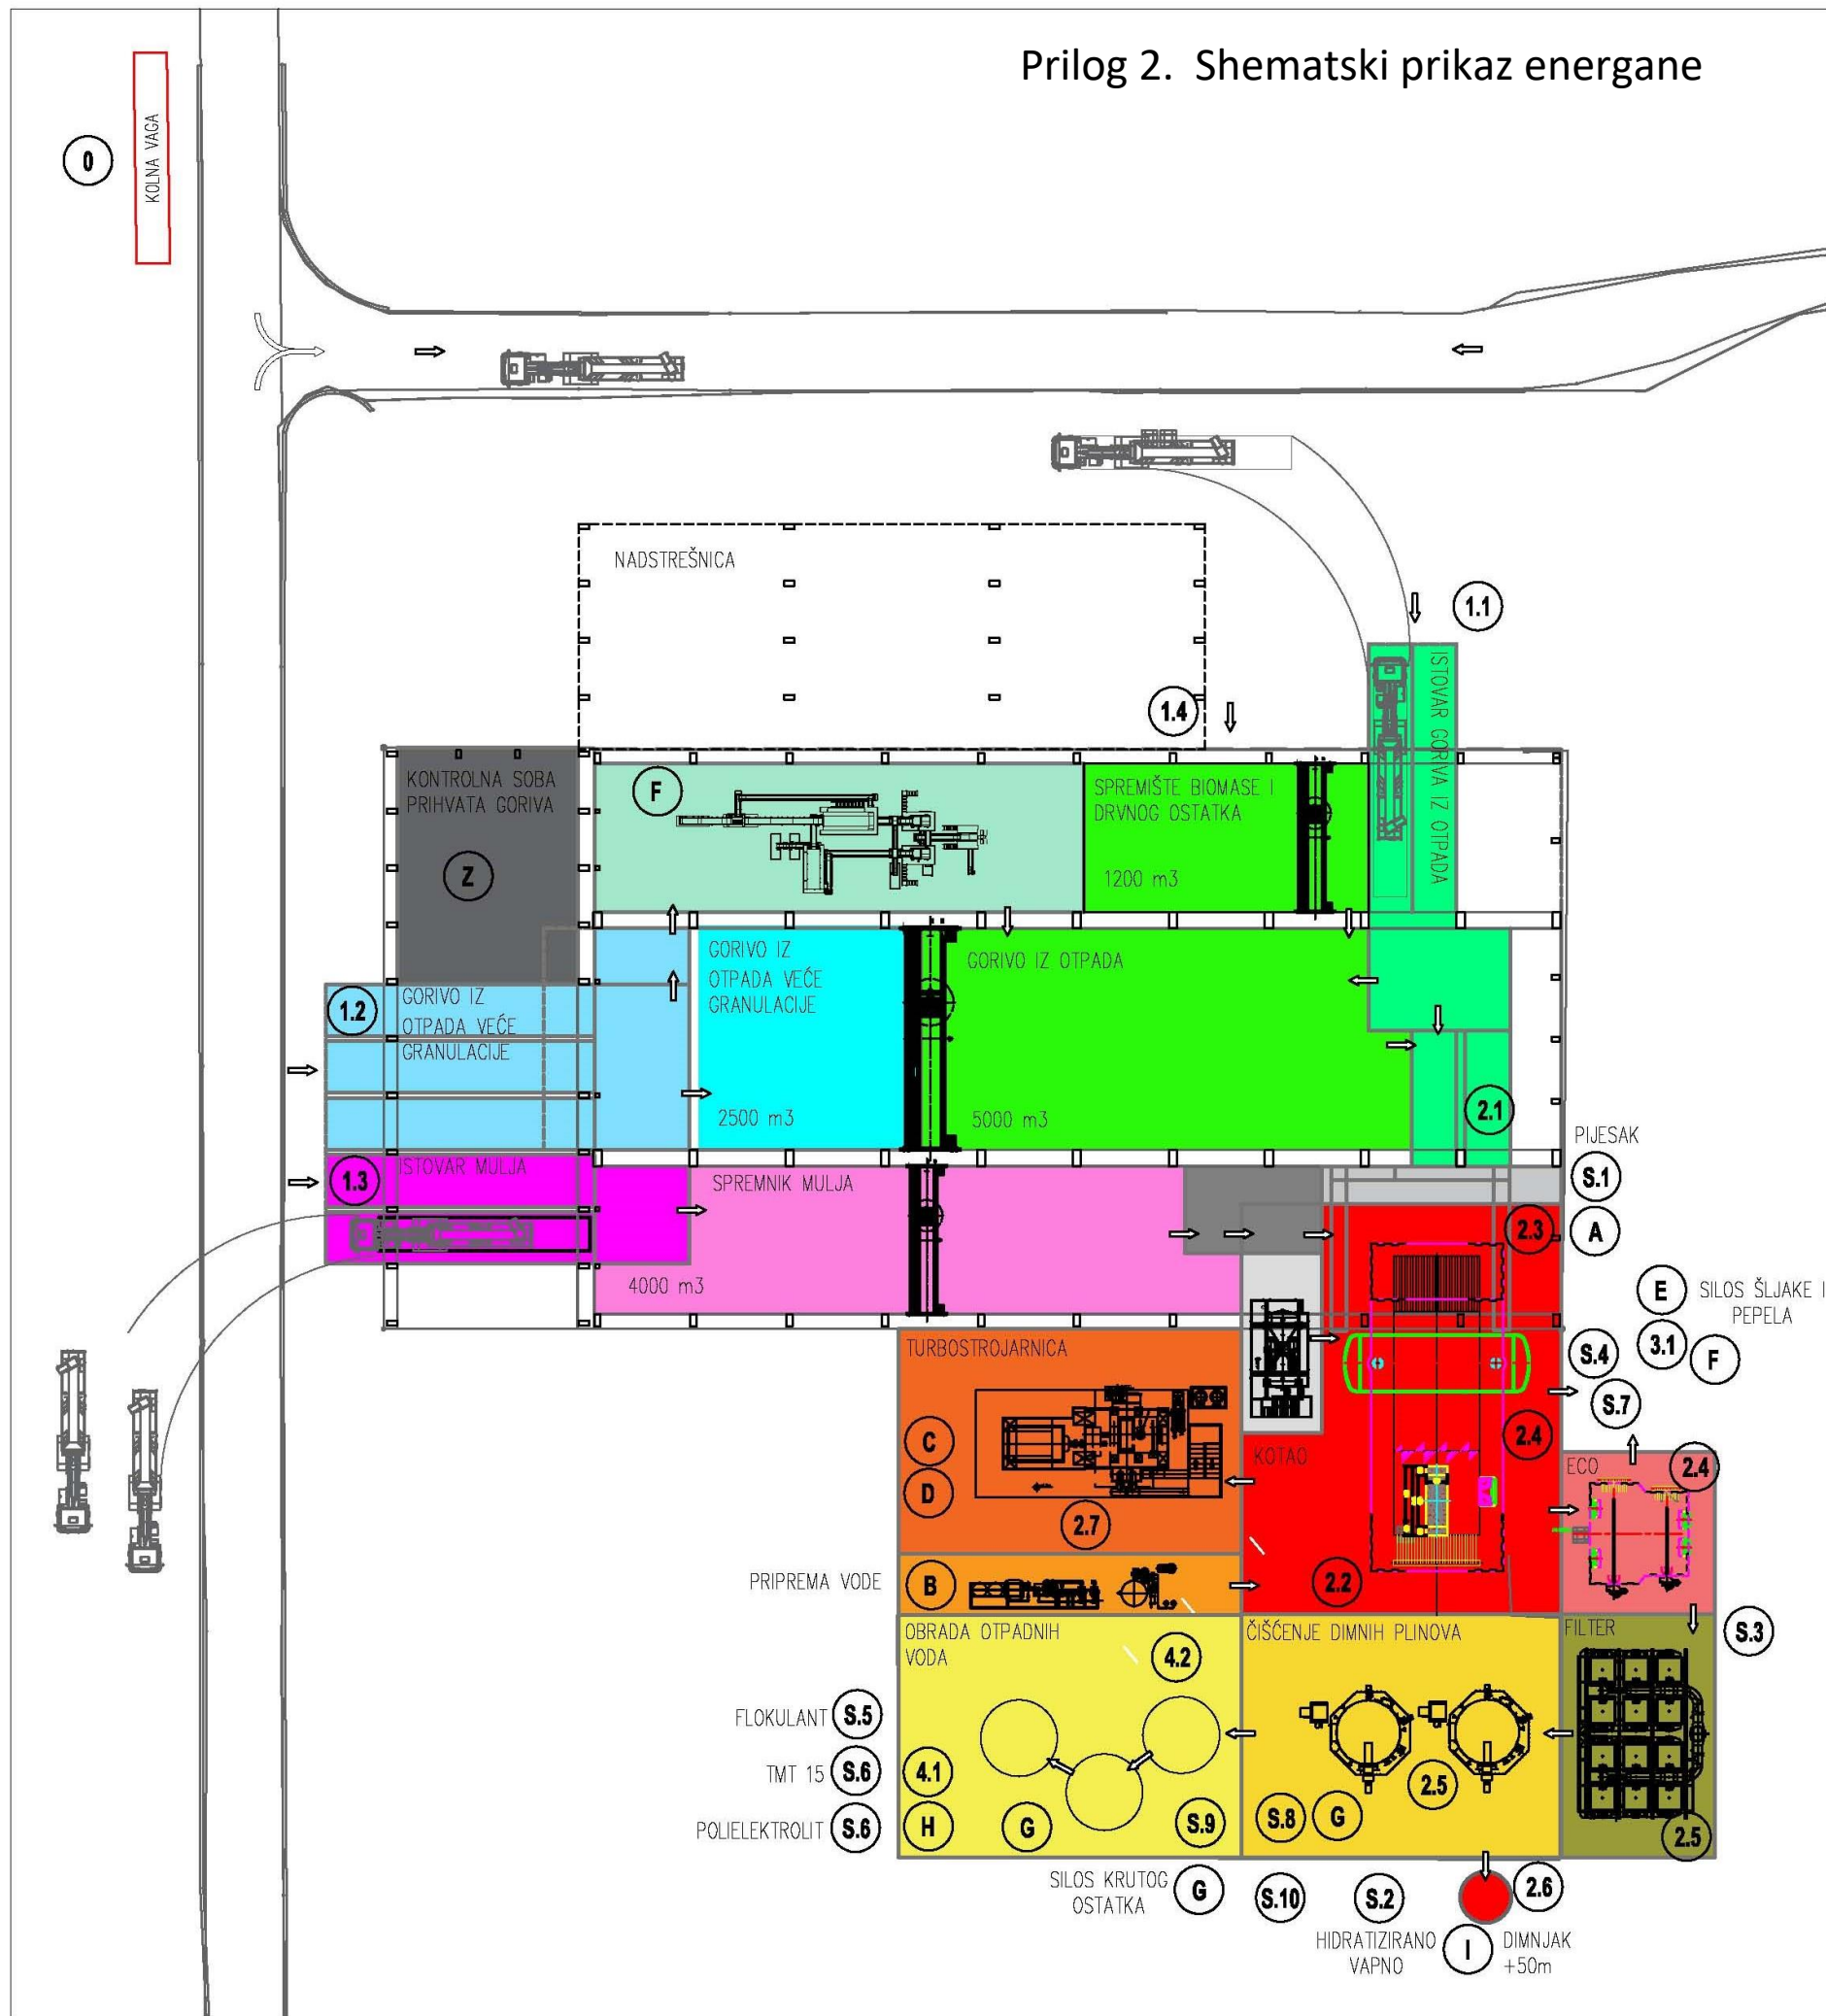 Prilog 2.  Shematski prikaz energane
0
KOLNA VAGA
NADSTREŠNICA
1.1
ISTOVAR GORIVA IZ OTPADA
1.4
KONTROLNA SOBA
PRIHVATA GORIVA
Z
F
SPREMIŠTE BIOMASE I
DRVNOG OSTATKA
1200 m3
1.2
GORIVO IZ
OTPADA VEĆE
GRANULACIJE
GORIVO IZ
OTPADA VEĆE
GRANULACIJE
2500 m3
GORIVO IZ OTPADA
5000 m3
2.1
PIJESAK
S.1
1.3
ISTOVAR MULJA
SPREMNIK MULJA
4000 m3
2.3
A
E
SILOS ŠLJAKE I
PEPELA
3.1
F
S.4
S.7
TURBOSTROJARNICA
C
D
2.7
KOTAO
2.4
ECO
2.4
PRIPREMA VODE
B
2.2
OBRADA OTPADNIH
VODA
4.2
ČIŠĆENJE DIMNIH PLINOVA
FILTER
S.3
FLOKULANT
S.5
TMT 15
S.6
4.1
2.5
POLIELEKTROLIT
S.6
H
G
S.9
S.8
G
2.5
SILOS KRUTOG
OSTATKA
G
S.10
S.2
2.6
HIDRATIZIRANO
VAPNO
I
DIMNJAK
+50m